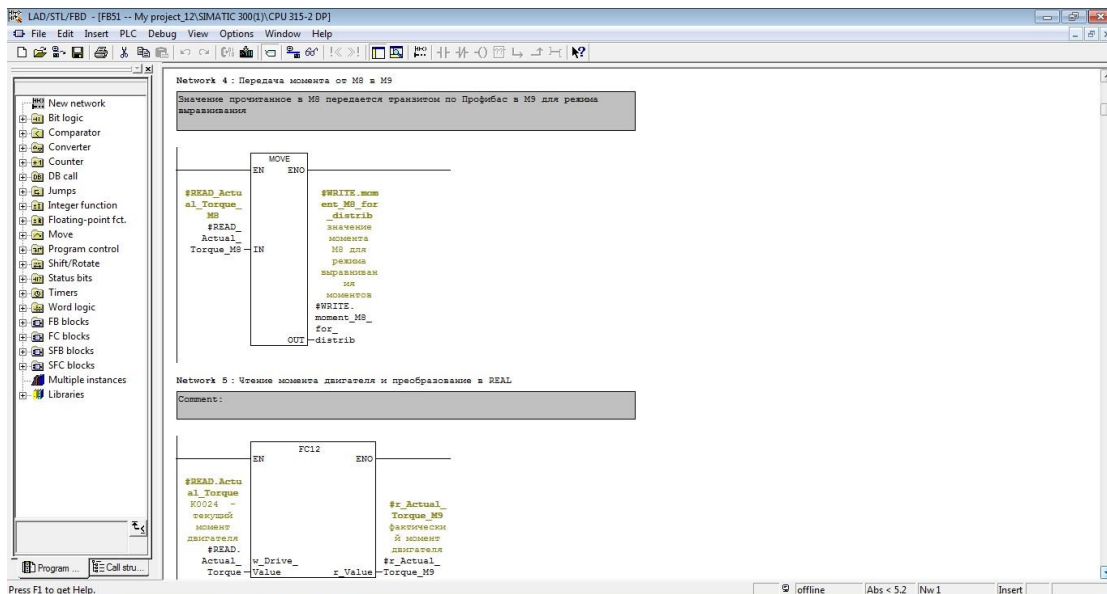 LAD/STL/FBD - [FB51 -- My project_12\SIMATIC 300(1)\CPU 315-2 DP]
File Edit Insert PLC Debug View Options Window Help
New network
Bit logic
Comparator
Converter
Counter
DB call
Jumps
Integer function
Floating-point fct.
Move
Program control
Shift/Rotate
Status bits
Timers
Word logic
FB blocks
FC blocks
SFB blocks
SFC blocks
Multiple instances
Libraries
Program ... Call stru...
Network 4 : Передача момента от M8 в M9
Значение прочитанное в M8 передается транзитом по Профибас в M9 для режима
выравнивания
MOVE
EN ENO
#READ_Actu
al_Torque_
M8
#READ_
Actual_
Torque_M8
IN
#WRITE.mom
ent_M8_for
_distrib
значение
момента
M8 для
режима
выравниван
ия
моментов
#WRITE.
moment_M8_
for_
distrib
OUT
Network 5 : Чтение момента двигателя и преобразование в REAL
Comment:
FC12
EN ENO
#READ.Actu
al_Torque
K0024 -
текущий
момент
двигателя
#READ.
Actual_
Torque
w_Drive_
Value
r_Value
#r_Actual_
Torque_M9
фактически
й момент
двигателя
#r_Actual_
Torque_M9
Press F1 to get Help.
offline Abs < 5.2 Nw 1 Insert